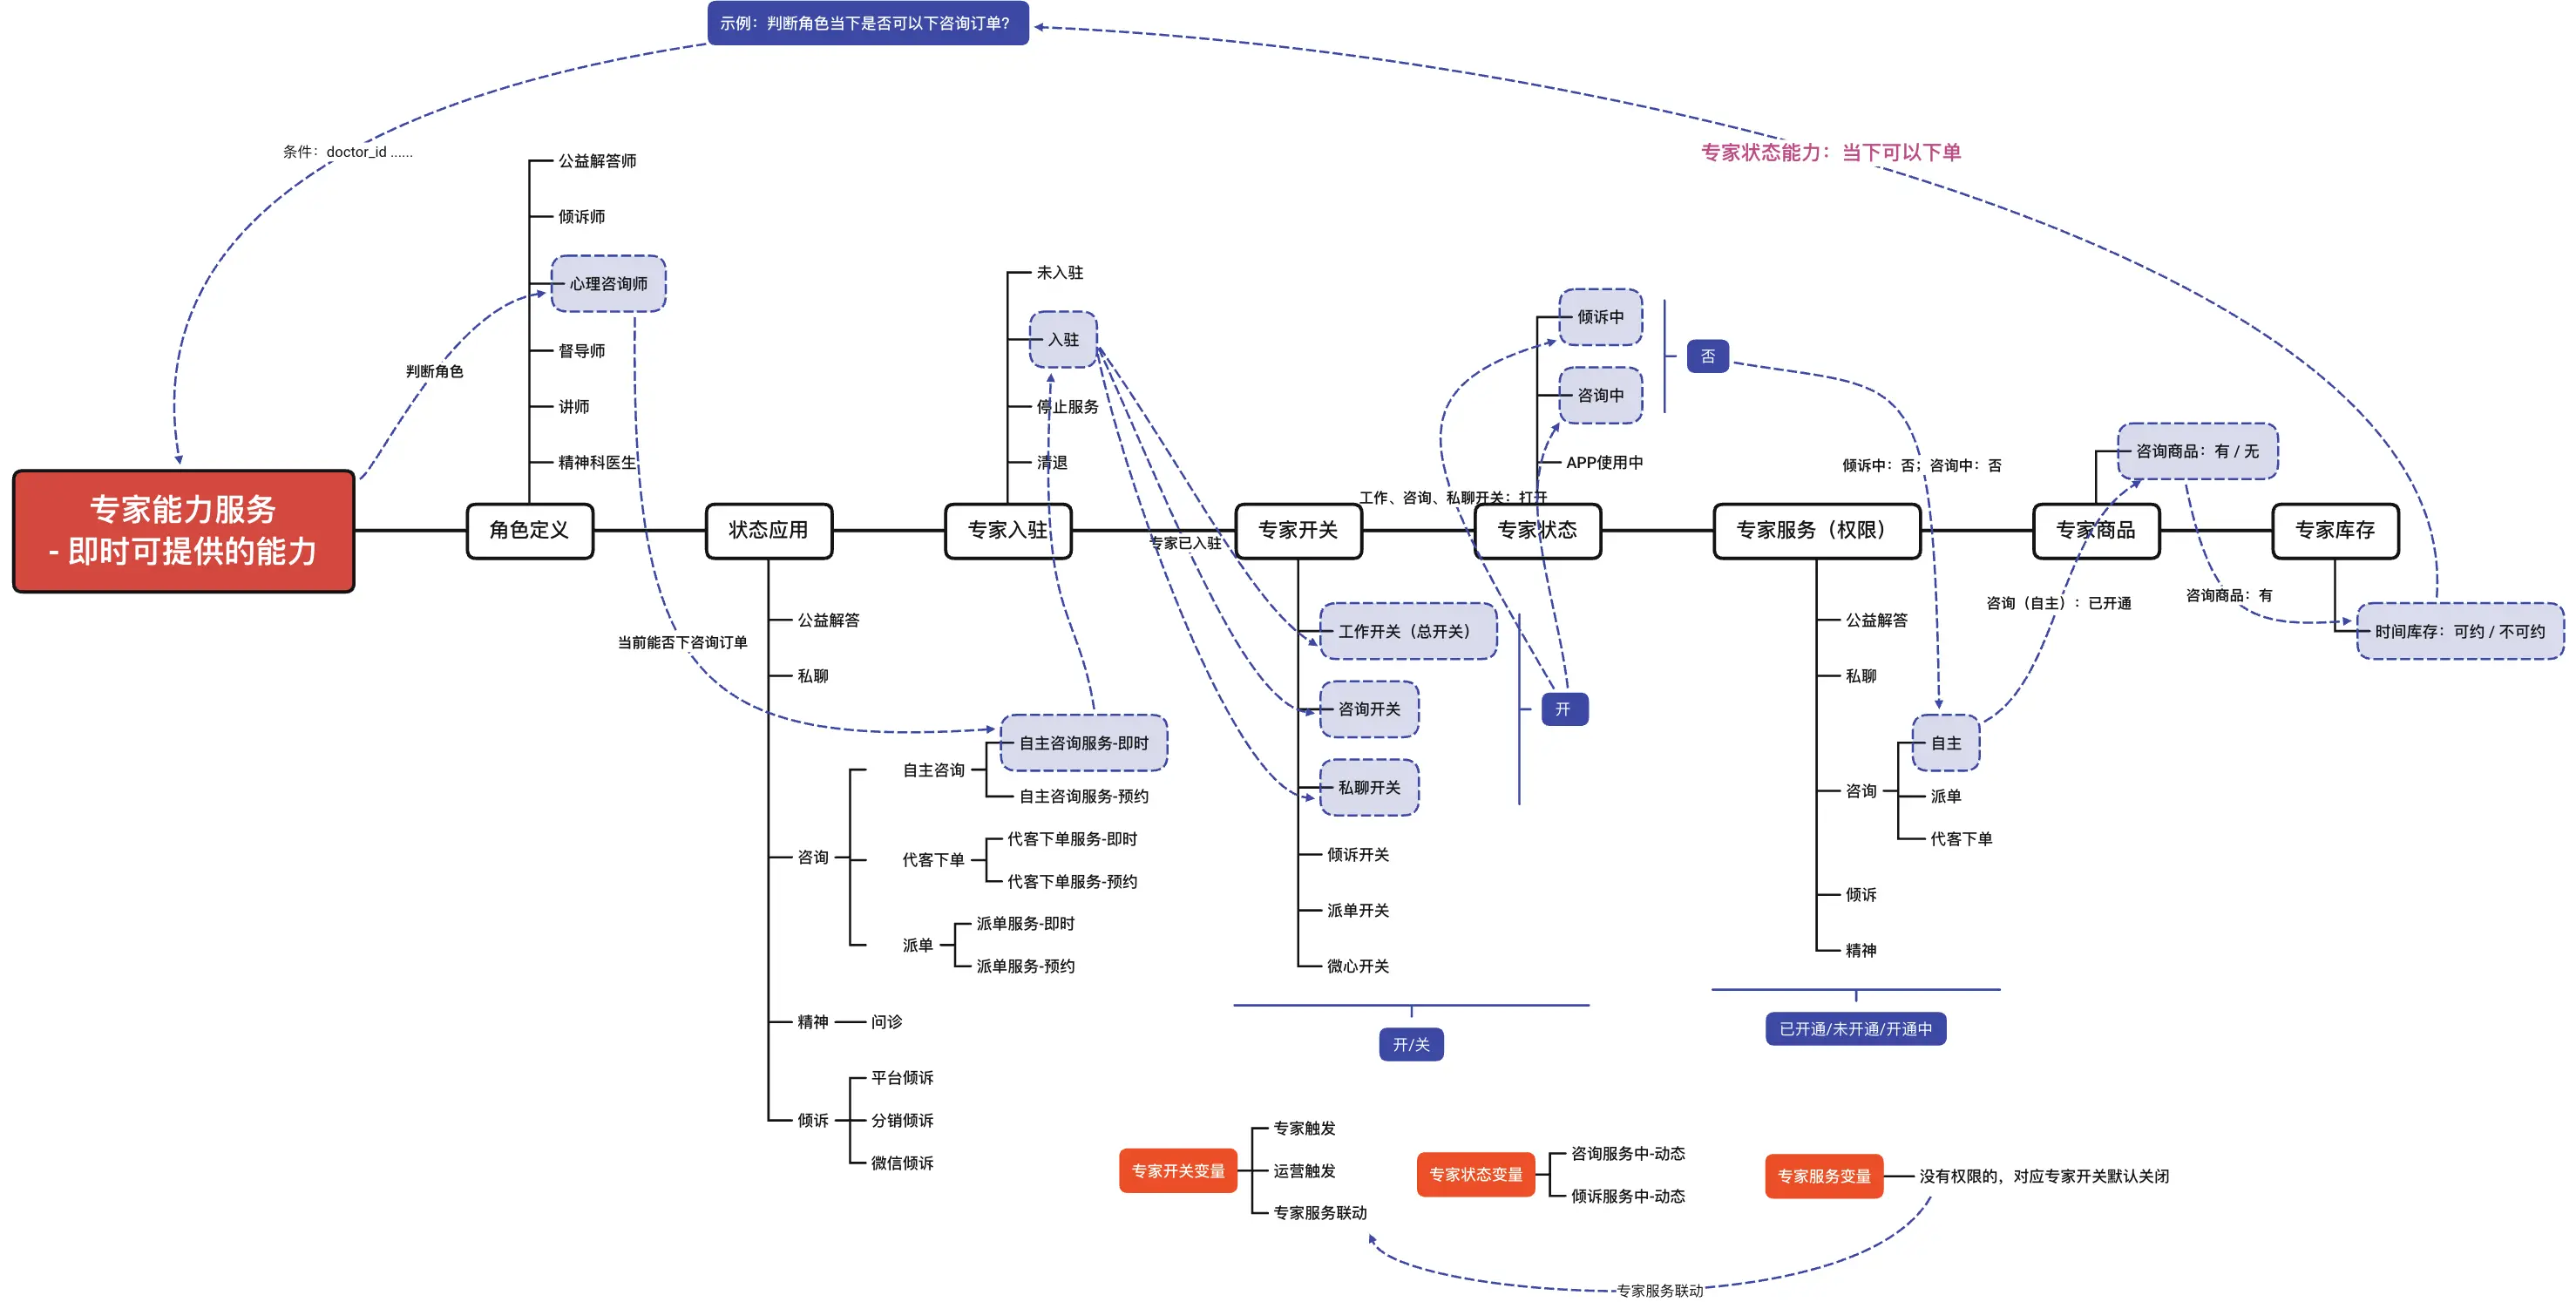 示例：判断角色当下是否可以下咨询订单？
条件：doctor_id ......
专家状态能力：当下可以下单
专家能力服务
- 即时可提供的能力
判断角色
角色定义
公益解答师
倾诉师
心理咨询师
督导师
讲师
精神科医生
当前能否下咨询订单
状态应用
公益解答
私聊
咨询
自主咨询
自主咨询服务-即时
自主咨询服务-预约
代客下单
代客下单服务-即时
代客下单服务-预约
派单
派单服务-即时
派单服务-预约
精神
问诊
倾诉
平台倾诉
分销倾诉
微信倾诉
专家入驻
未入驻
入驻
停止服务
清退
专家已入驻
专家开关
工作开关（总开关）
咨询开关
私聊开关
倾诉开关
派单开关
微心开关
开
开/关
工作、咨询、私聊开关：打开
专家状态
倾诉中
咨询中
APP使用中
否
倾诉中：否；咨询中：否
专家服务（权限）
公益解答
私聊
咨询
自主
派单
代客下单
倾诉
精神
已开通/未开通/开通中
咨询（自主）：已开通
专家商品
咨询商品：有 / 无
咨询商品：有
专家库存
时间库存：可约 / 不可约
专家开关变量
专家触发
运营触发
专家服务联动
专家状态变量
咨询服务中-动态
倾诉服务中-动态
专家服务变量
没有权限的，对应专家开关默认关闭
专家服务联动